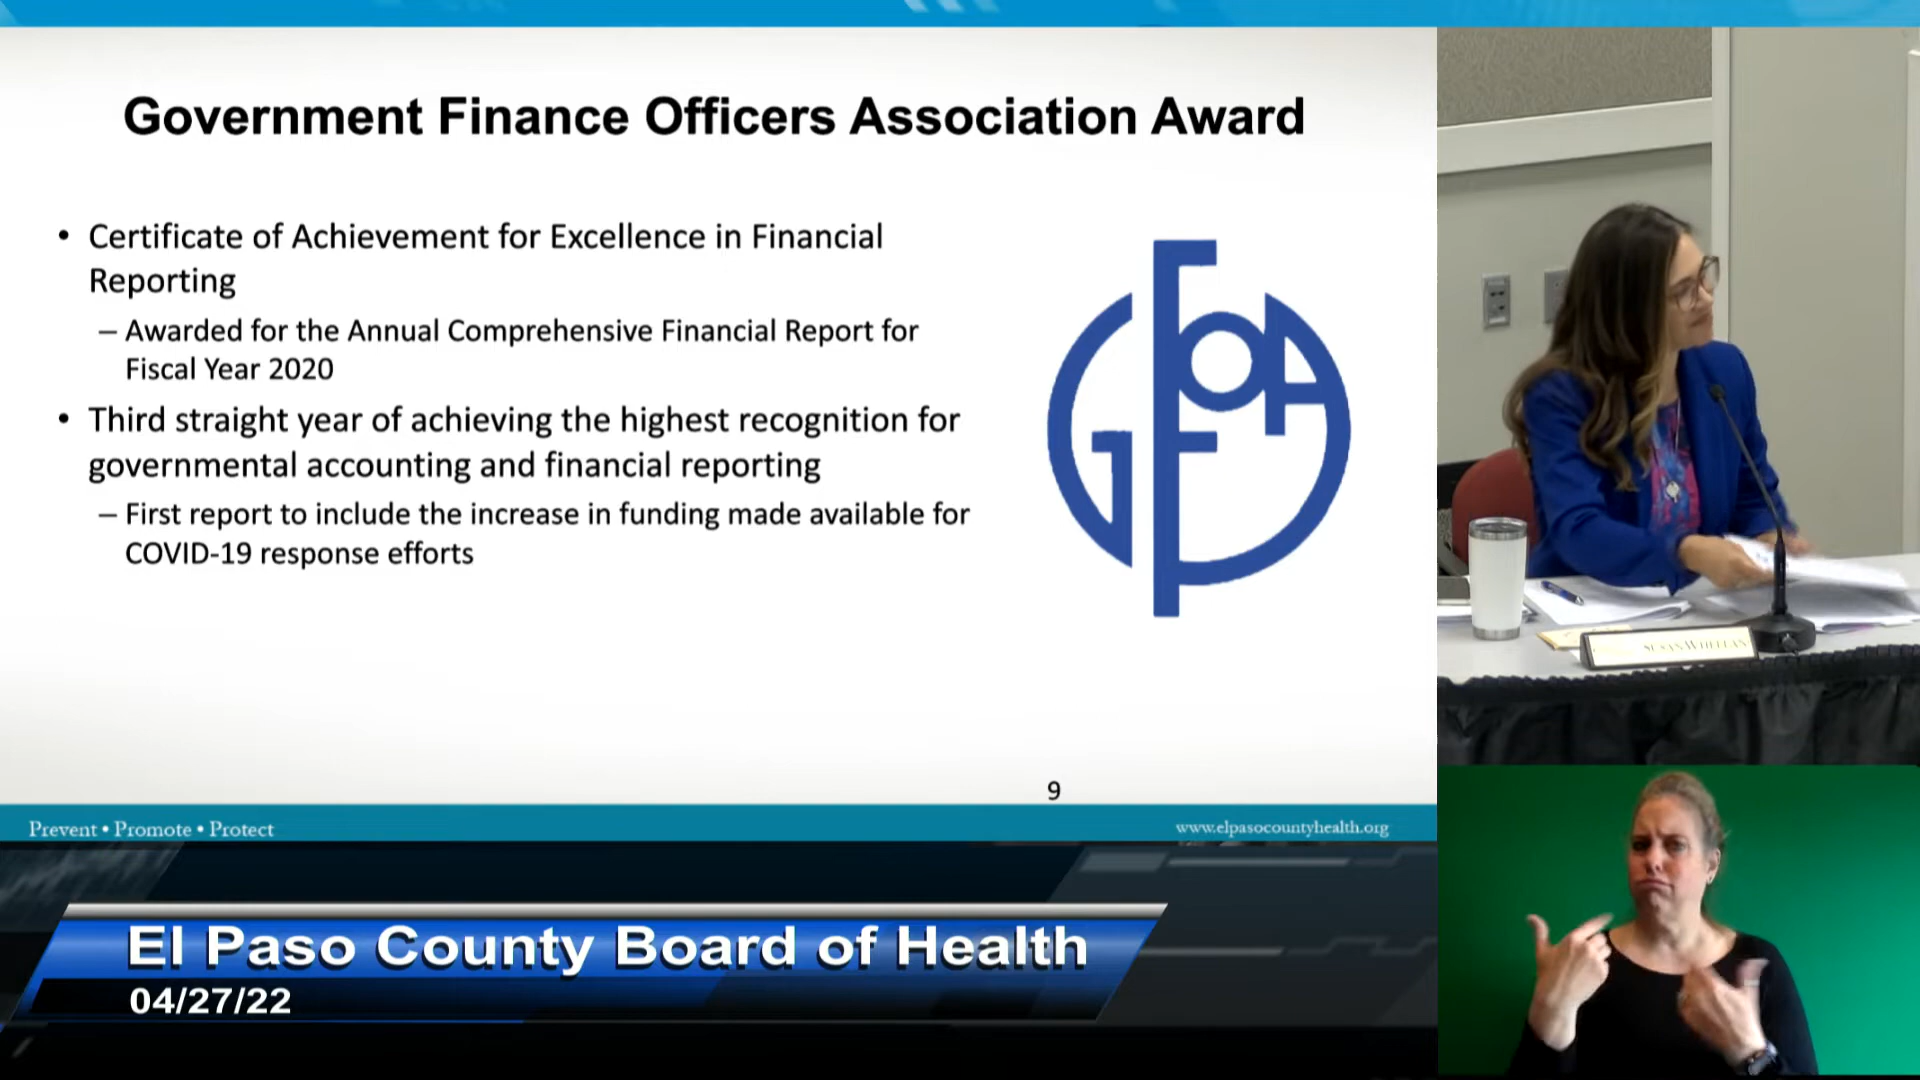 Government Finance Officers Association Award
• Certificate of Achievement for Excellence in Financial
Reporting
– Awarded for the Annual Comprehensive Financial Report for
Fiscal Year 2020
• Third straight year of achieving the highest recognition for
governmental accounting and financial reporting
– First report to include the increase in funding made available for
COVID-19 response efforts
GFOA
9
Prevent • Promote • Protect
www.elpasocountyhealth.org
SUSAN WHEELAN
El Paso County Board of Health
04/27/22